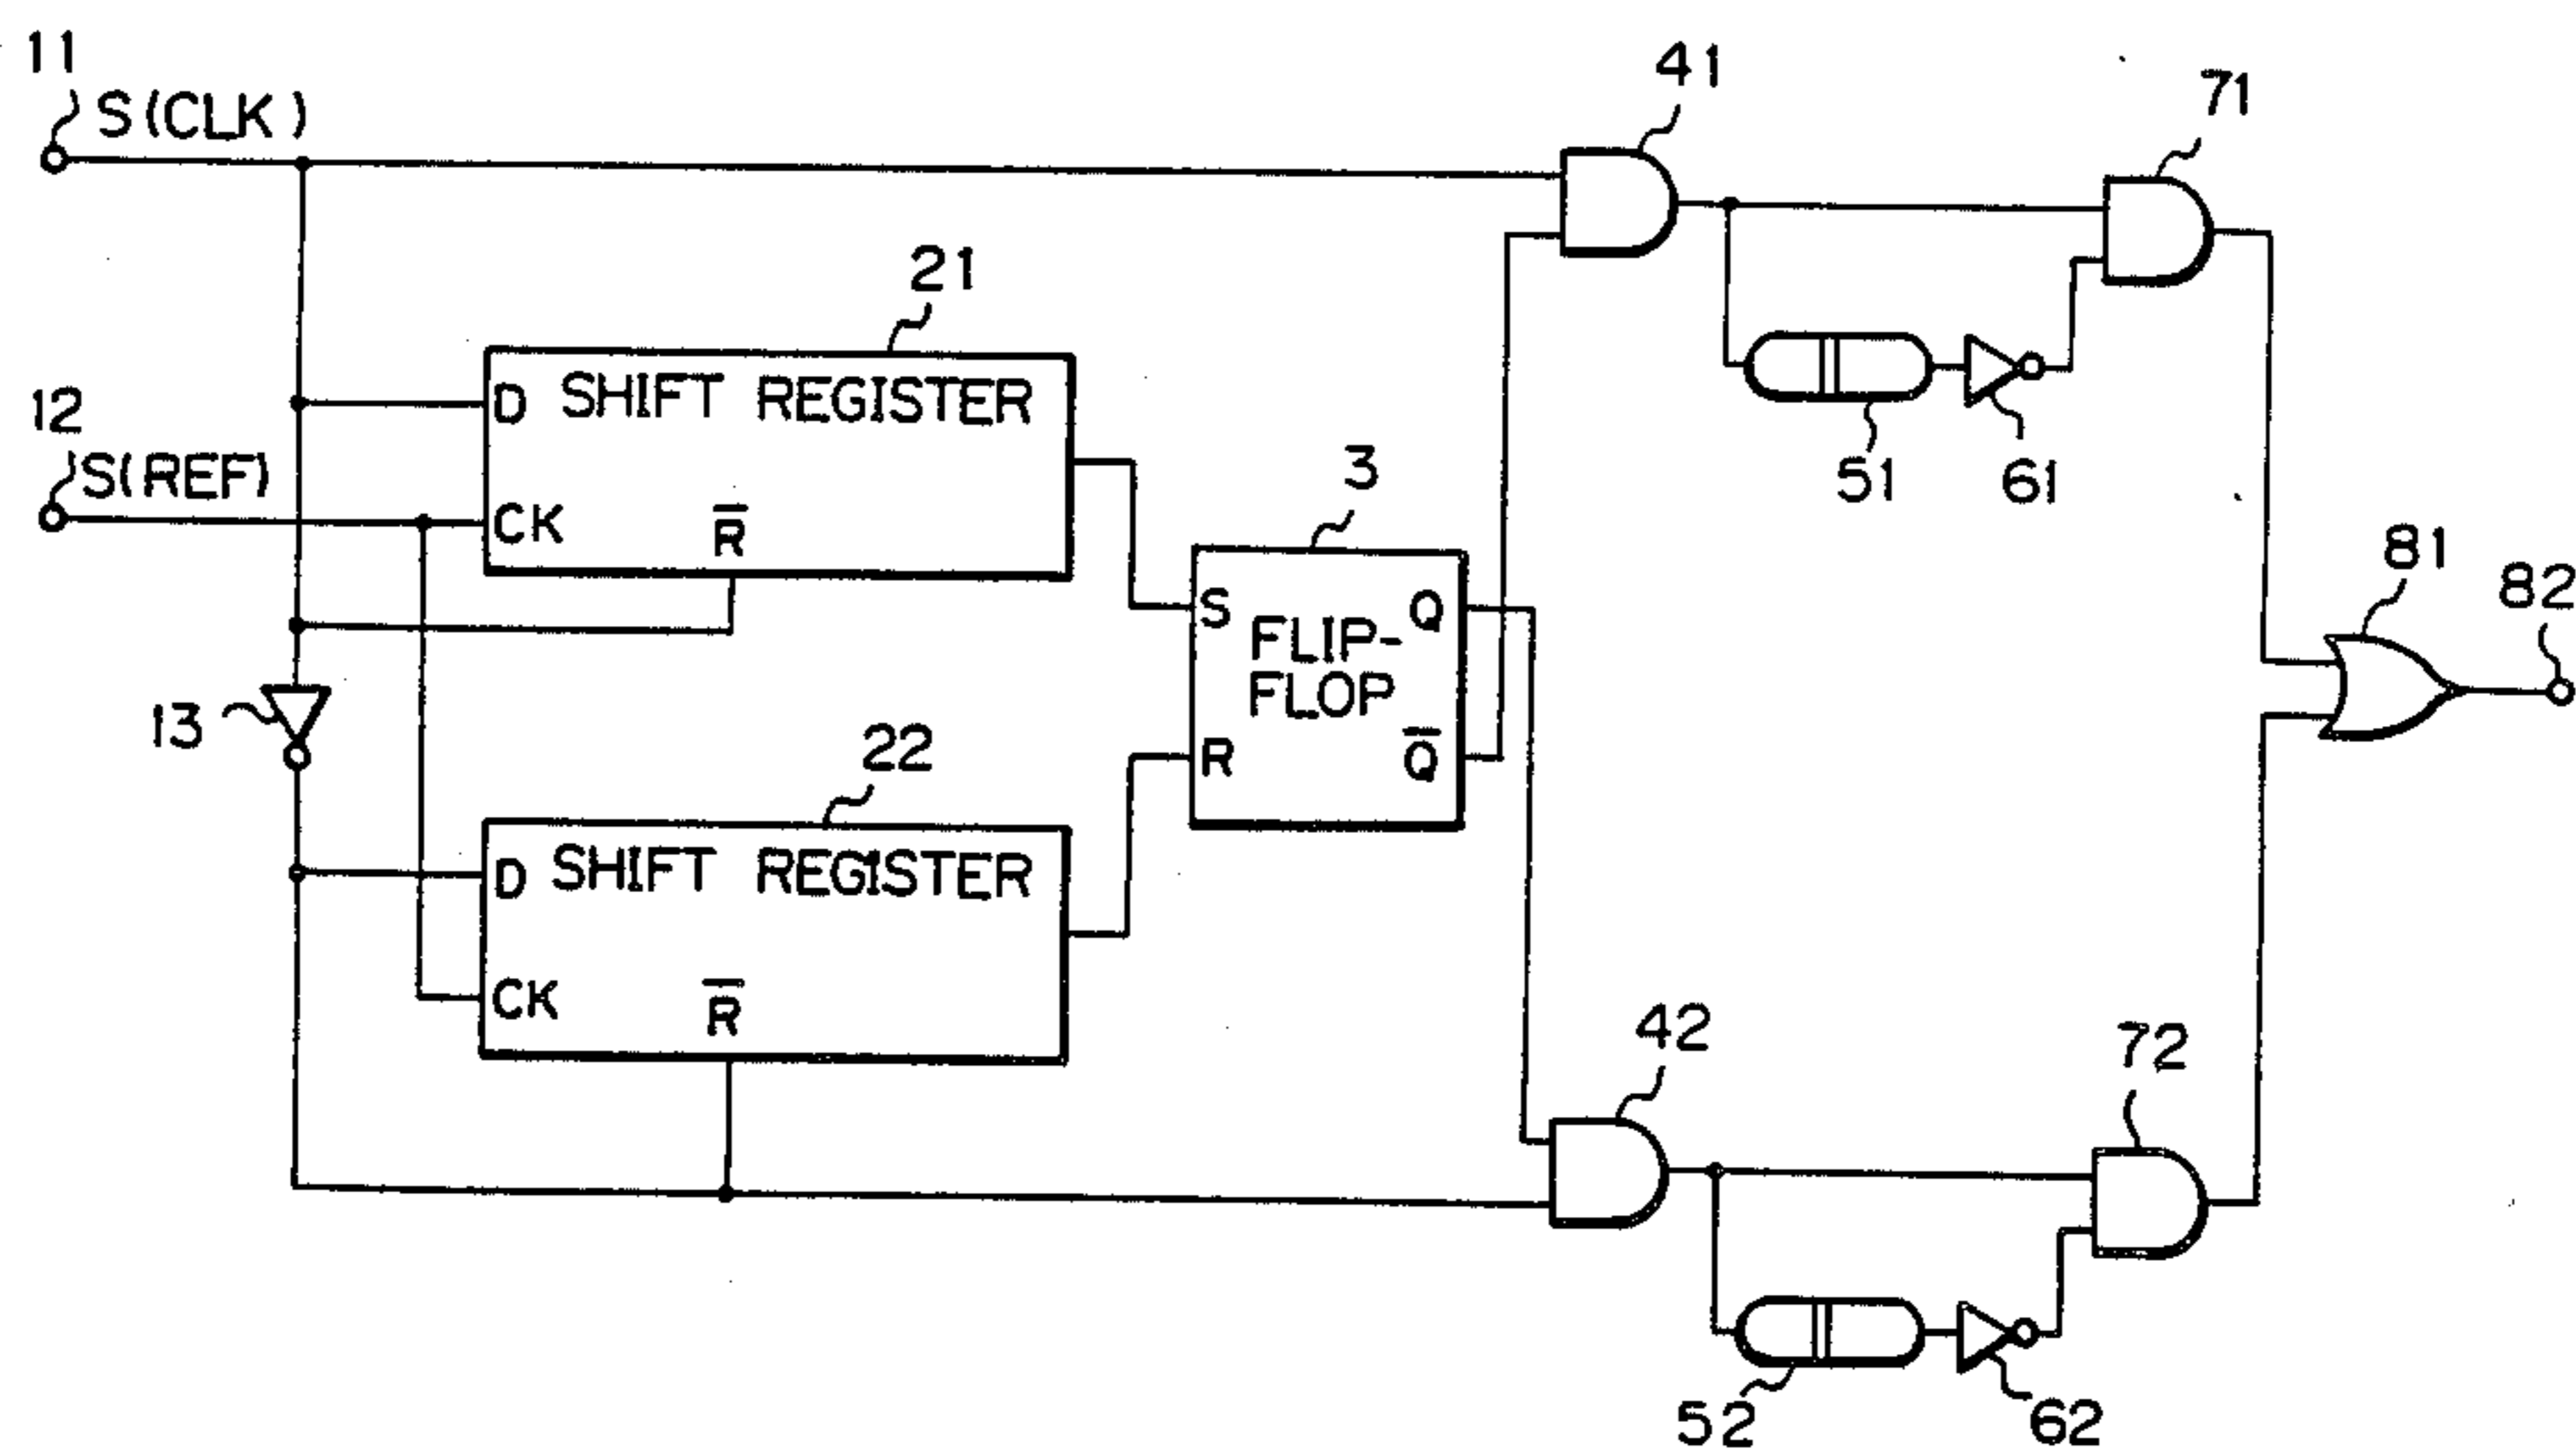 11
S(CLK)
41
71
21
D SHIFT REGISTER
CK
R̅
12
S(REF)
51
61
3
S Q
FLIP-
FLOP
R Q̅
81
82
13
22
D SHIFT REGISTER
CK
R̅
42
72
52
62